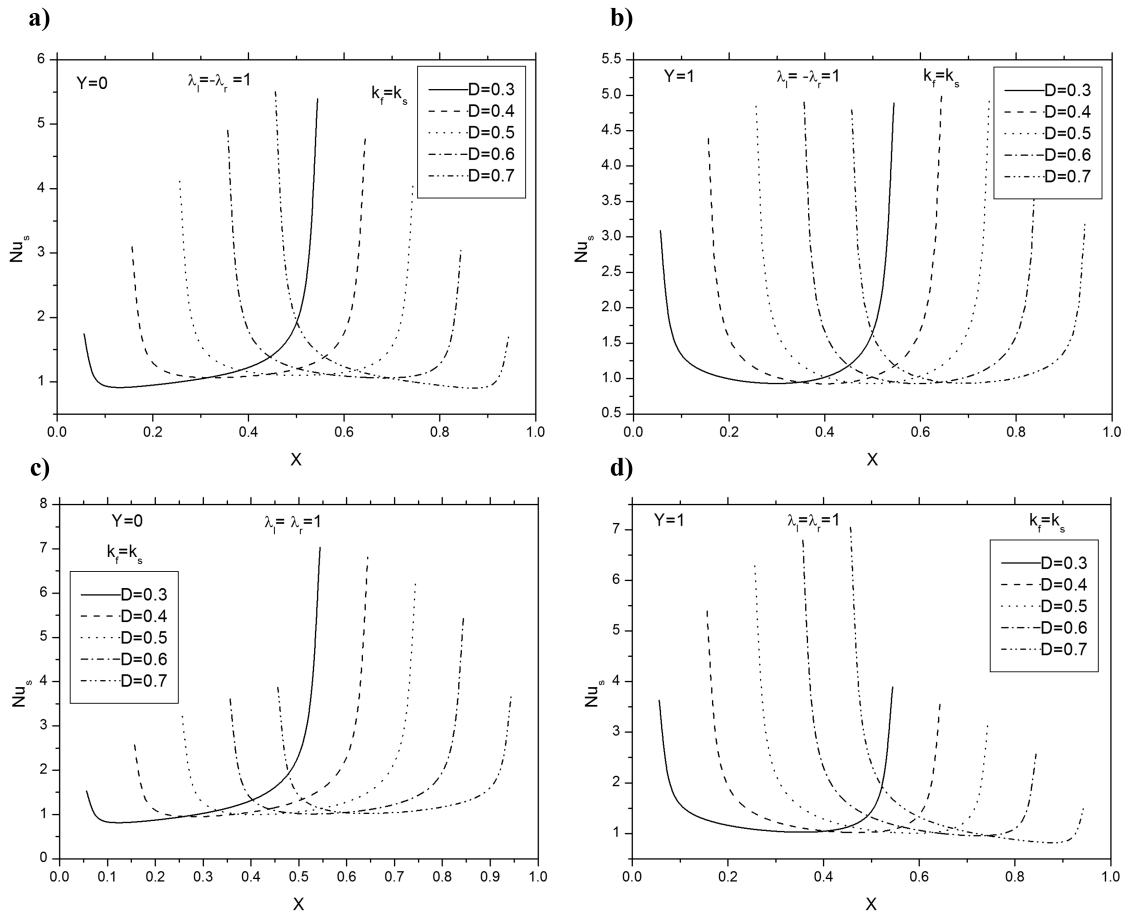 a)
Y=0 λl=-λr=1 kf=ks
D=0.3
D=0.4
D=0.5
D=0.6
D=0.7
6
5
4
3
2
1
Nus
0.0 0.2 0.4 0.6 0.8 1.0
X
b)
Y=1 λl= -λr=1 kf=ks
D=0.3
D=0.4
D=0.5
D=0.6
D=0.7
5.5
5.0
4.5
4.0
3.5
3.0
2.5
2.0
1.5
1.0
0.5
Nus
0.0 0.2 0.4 0.6 0.8 1.0
X
c)
Y=0 λl= λr=1
kf=ks
D=0.3
D=0.4
D=0.5
D=0.6
D=0.7
8
7
6
5
4
3
2
1
0
Nus
0.0 0.1 0.2 0.3 0.4 0.5 0.6 0.7 0.8 0.9 1.0
X
d)
Y=1 λl=λr=1 kf=ks
D=0.3
D=0.4
D=0.5
D=0.6
D=0.7
7
6
5
4
3
2
1
Nus
0.0 0.2 0.4 0.6 0.8 1.0
X